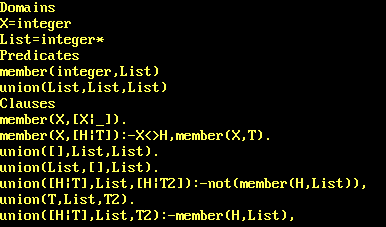 Domains
X=integer
List=integer*
Predicates
member(integer,List)
union(List,List,List)
Clauses
member(X,[X|_]).
member(X,[H|T]):-X<>H,member(X,T).
union([],List,List).
union(List,[],List).
union([H|T],List,[H|T2]):-not(member(H,List)),
union(T,List,T2).
union([H|T],List,T2):-member(H,List),